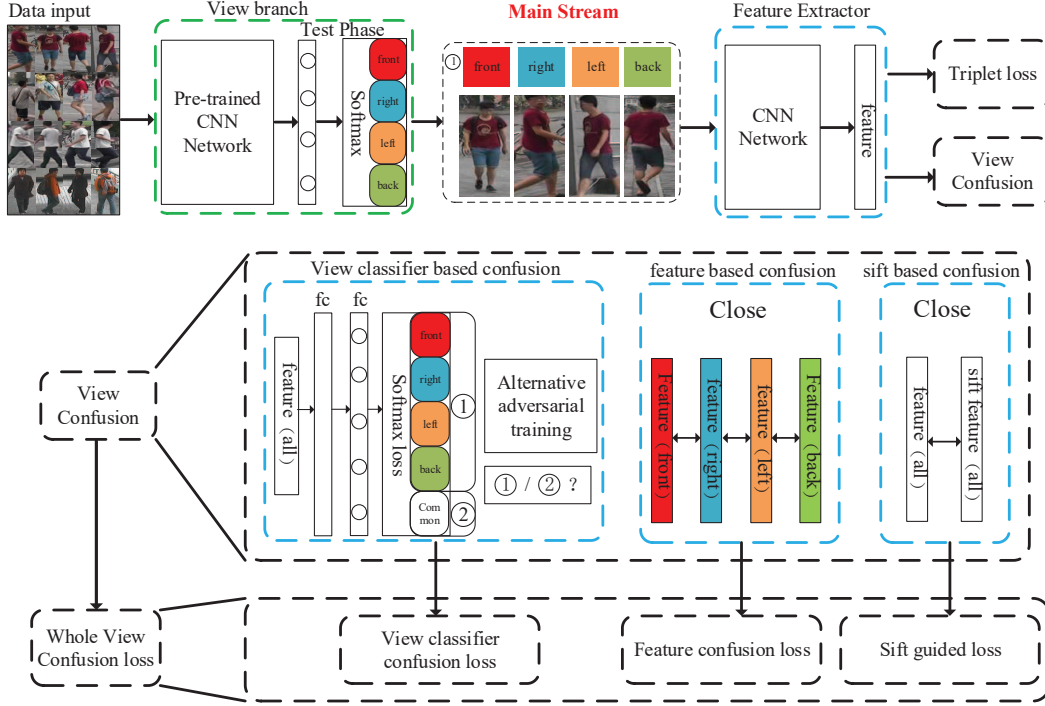 Data input
View branch
Main Stream
Feature Extractor
Test Phase
Pre-trained
CNN
Network
Softmax
front
right
left
back
①
front
right
left
back
CNN
Network
feature
Triplet loss
View
Confusion
View classifier based confusion
feature based confusion
sift based confusion
fc
fc
feature（all）
Softmax loss
front
right
left
back
Com
mon
①
②
Alternative
adversarial
training
① / ② ?
Close
Feature（front）
feature（right）
feature（left）
Feature（back）
Close
feature（all）
sift feature（all）
View
Confusion
Whole View
Confusion loss
View classifier
confusion loss
Feature confusion loss
Sift guided loss